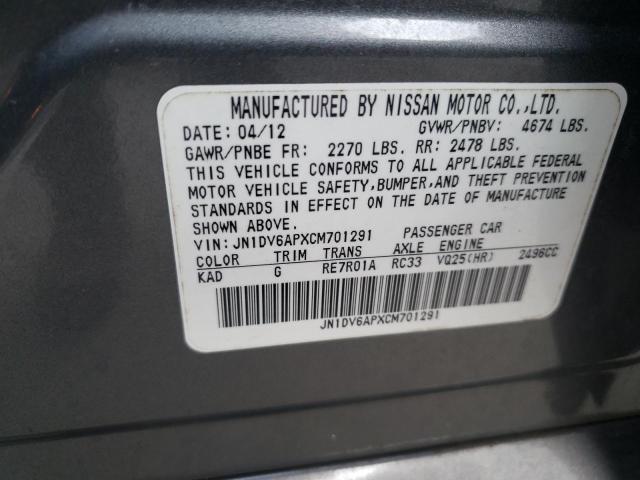 MANUFACTURED BY NISSAN MOTOR CO.,LTD.
DATE: 04/12 GVWR/PNBV: 4674 LBS.
GAWR/PNBE FR: 2270 LBS. RR: 2478 LBS.
THIS VEHICLE CONFORMS TO ALL APPLICABLE FEDERAL
MOTOR VEHICLE SAFETY,BUMPER,AND THEFT PREVENTION
STANDARDS IN EFFECT ON THE DATE OF MANUFACTURE
SHOWN ABOVE.
VIN:JN1DV6APXCM701291 PASSENGER CAR
COLOR TRIM TRANS AXLE ENGINE
KAD G RE7R01A RC33 VQ25(HR) 2496CC
JN1DV6APXCM701291